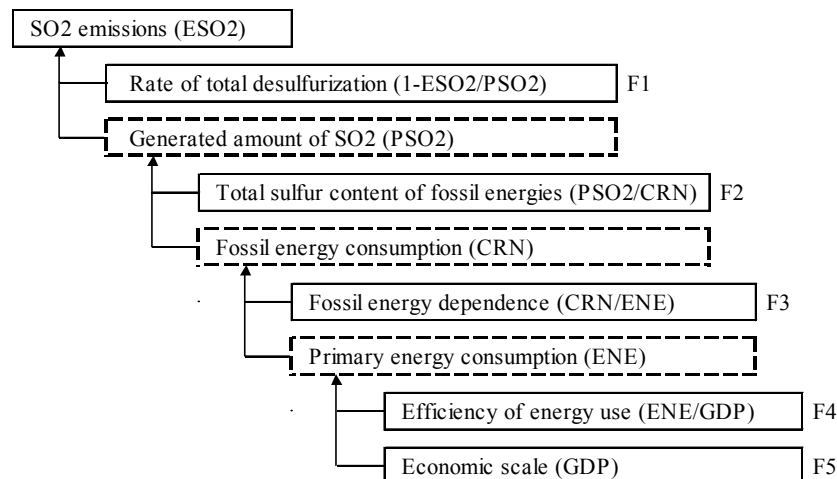 SO2 emissions (ESO2)
Rate of total desulfurization (1-ESO2/PSO2) F1
Generated amount of SO2 (PSO2)
Total sulfur content of fossil energies (PSO2/CRN) F2
Fossil energy consumption (CRN)
Fossil energy dependence (CRN/ENE) F3
Primary energy consumption (ENE)
Efficiency of energy use (ENE/GDP) F4
Economic scale (GDP) F5